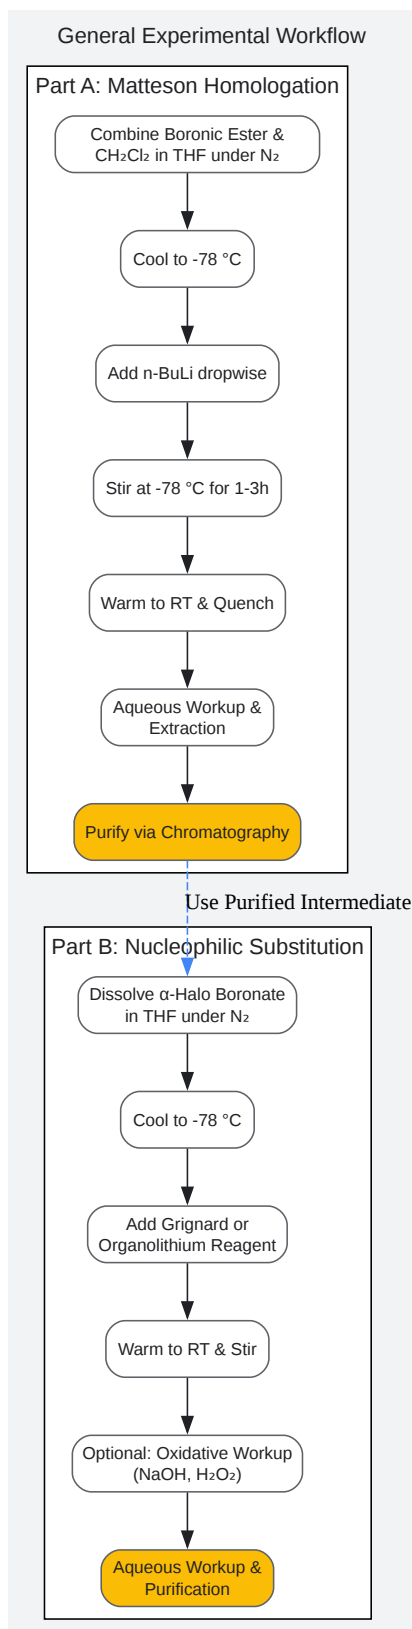 General Experimental Workflow
Part A: Matteson Homologation
Combine Boronic Ester &
CH₂Cl₂ in THF under N₂
Cool to -78 °C
Add n-BuLi dropwise
Stir at -78 °C for 1-3h
Warm to RT & Quench
Aqueous Workup &
Extraction
Purify via Chromatography
Use Purified Intermediate
Part B: Nucleophilic Substitution
Dissolve α-Halo Boronate
in THF under N₂
Cool to -78 °C
Add Grignard or
Organolithium Reagent
Warm to RT & Stir
Optional: Oxidative Workup
(NaOH, H₂O₂)
Aqueous Workup &
Purification